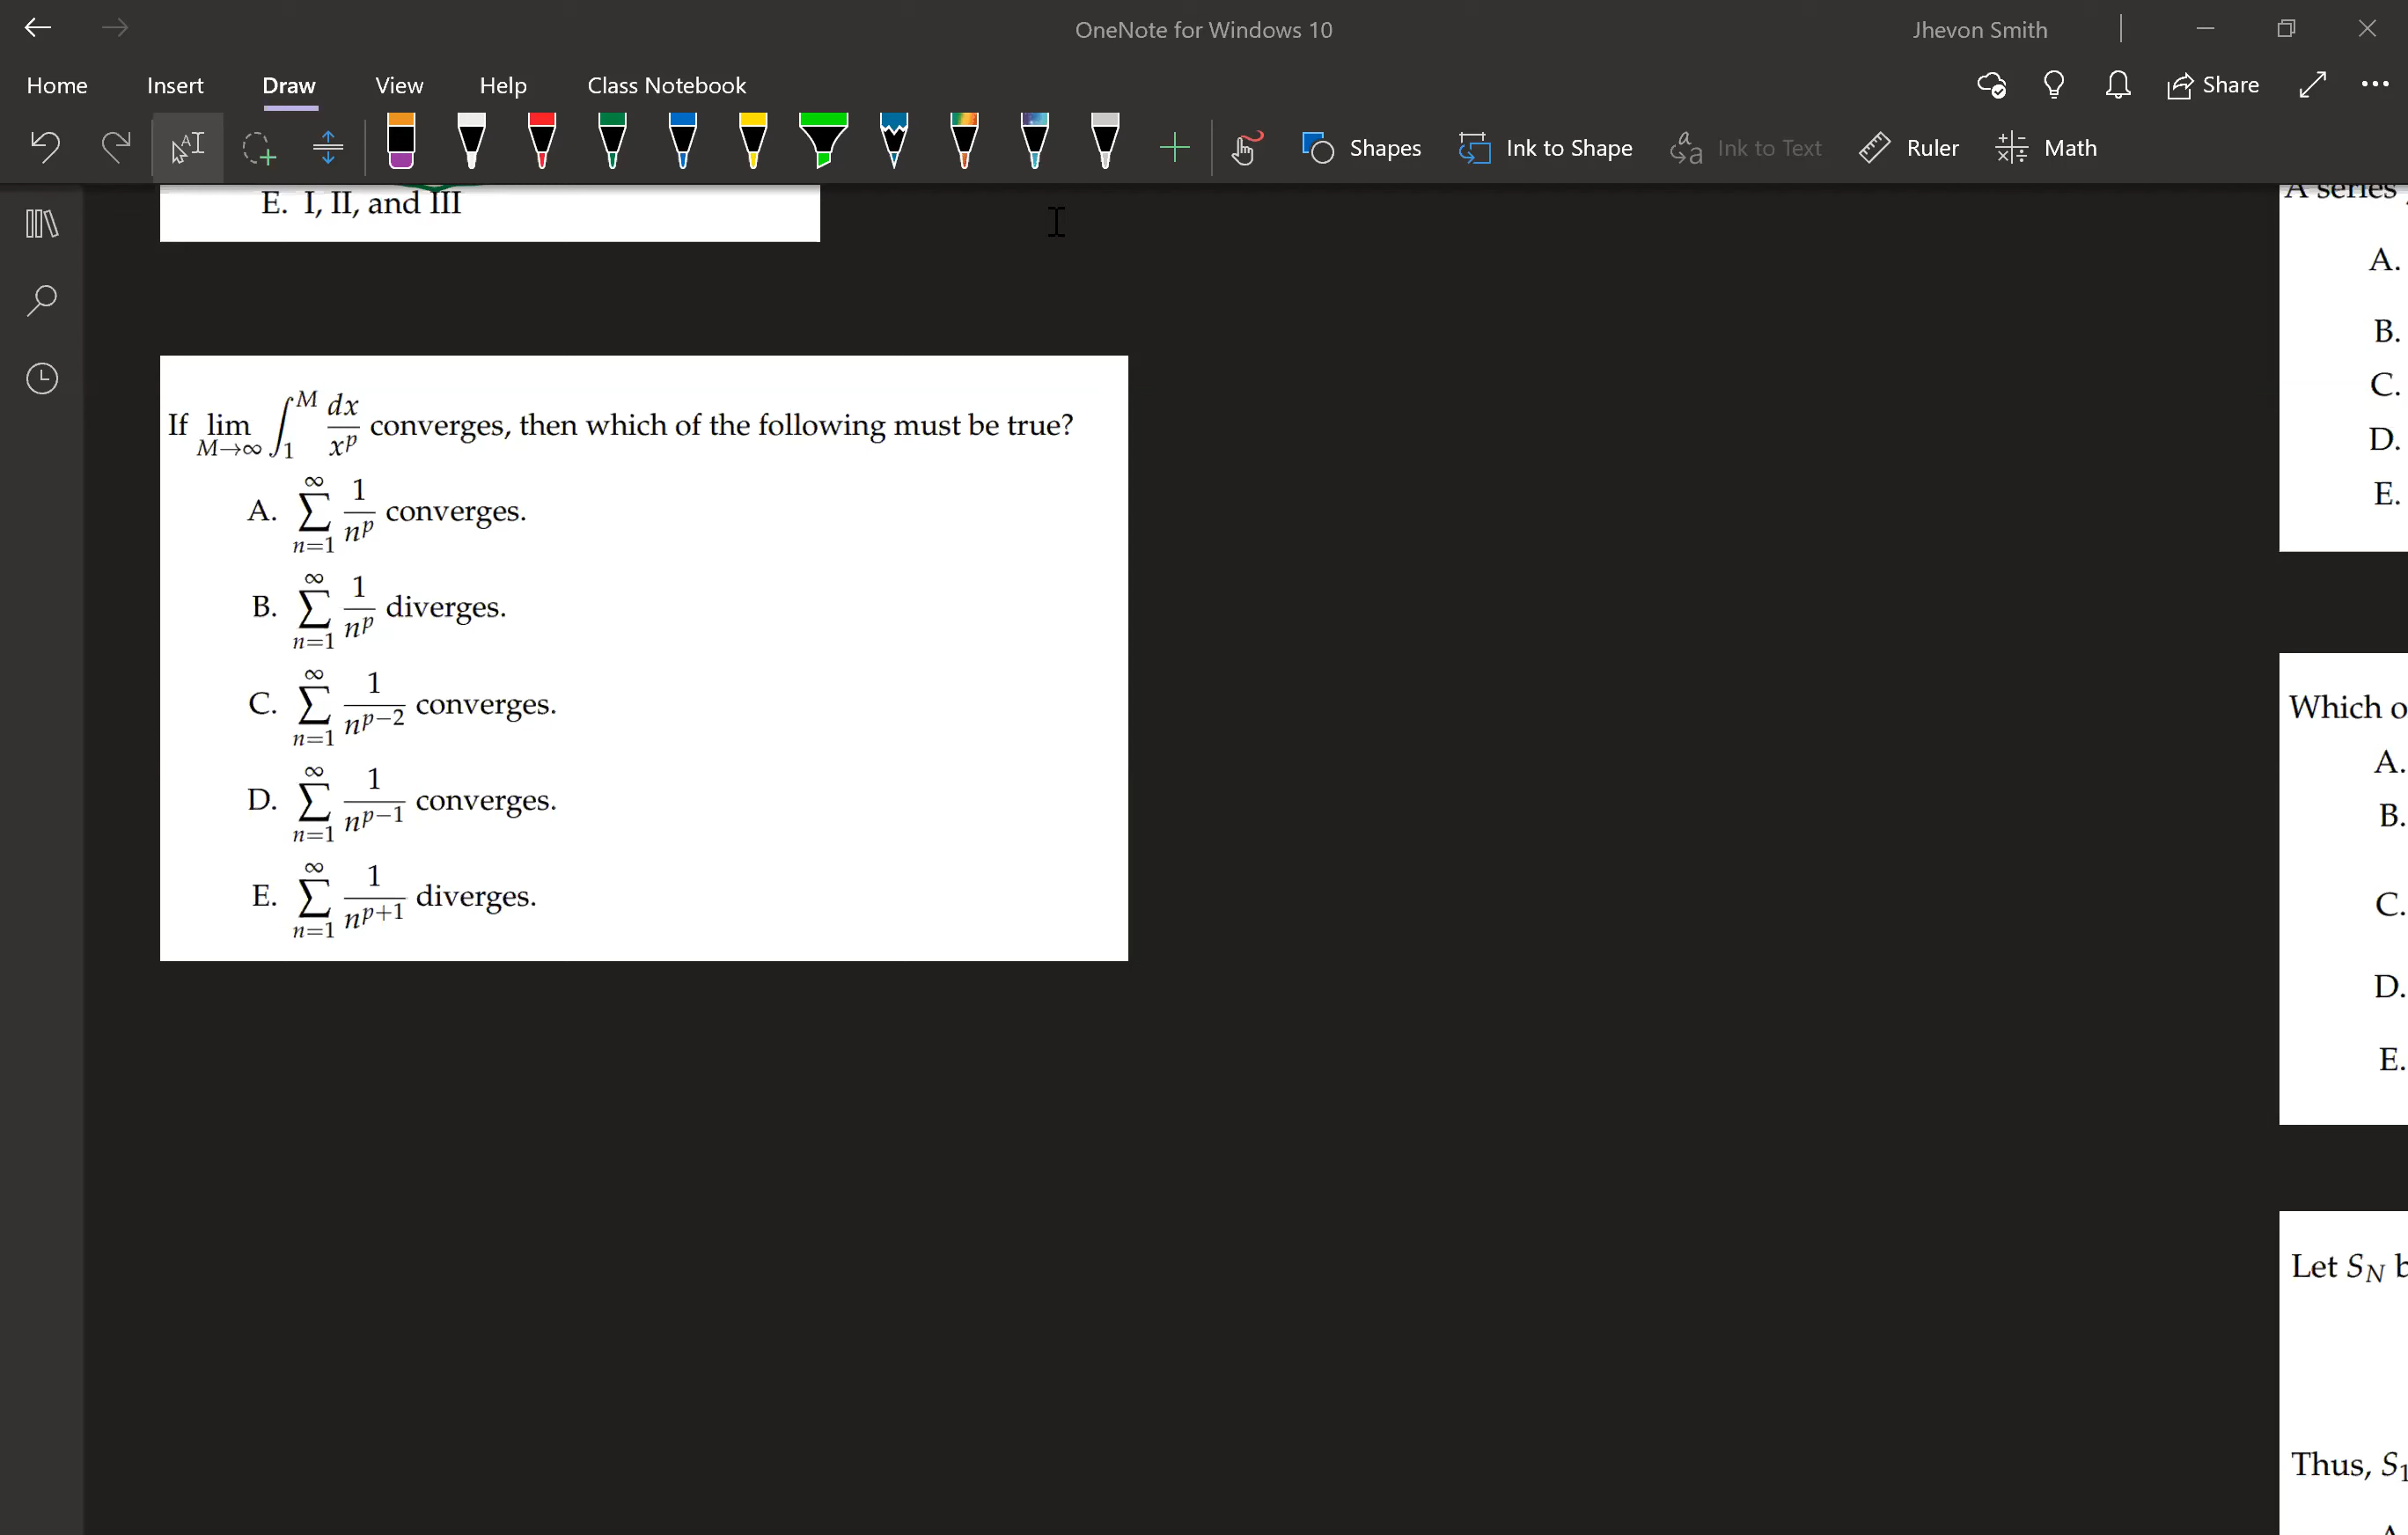 OneNote for Windows 10
Jhevon Smith
Home Insert Draw View Help Class Notebook
Share
Shapes Ink to Shape Ink to Text Ruler Math
E. I, II, and III
If lim_{M→∞} ∫_1^M dx/x^p converges, then which of the following must be true?
A. ∑_{n=1}^∞ 1/n^p converges.
B. ∑_{n=1}^∞ 1/n^p diverges.
C. ∑_{n=1}^∞ 1/n^{p−2} converges.
D. ∑_{n=1}^∞ 1/n^{p−1} converges.
E. ∑_{n=1}^∞ 1/n^{p+1} diverges.
A series
A.
B.
C.
D.
E.
Which
A.
B.
C.
D.
E.
Let S_N
Thus, S_1